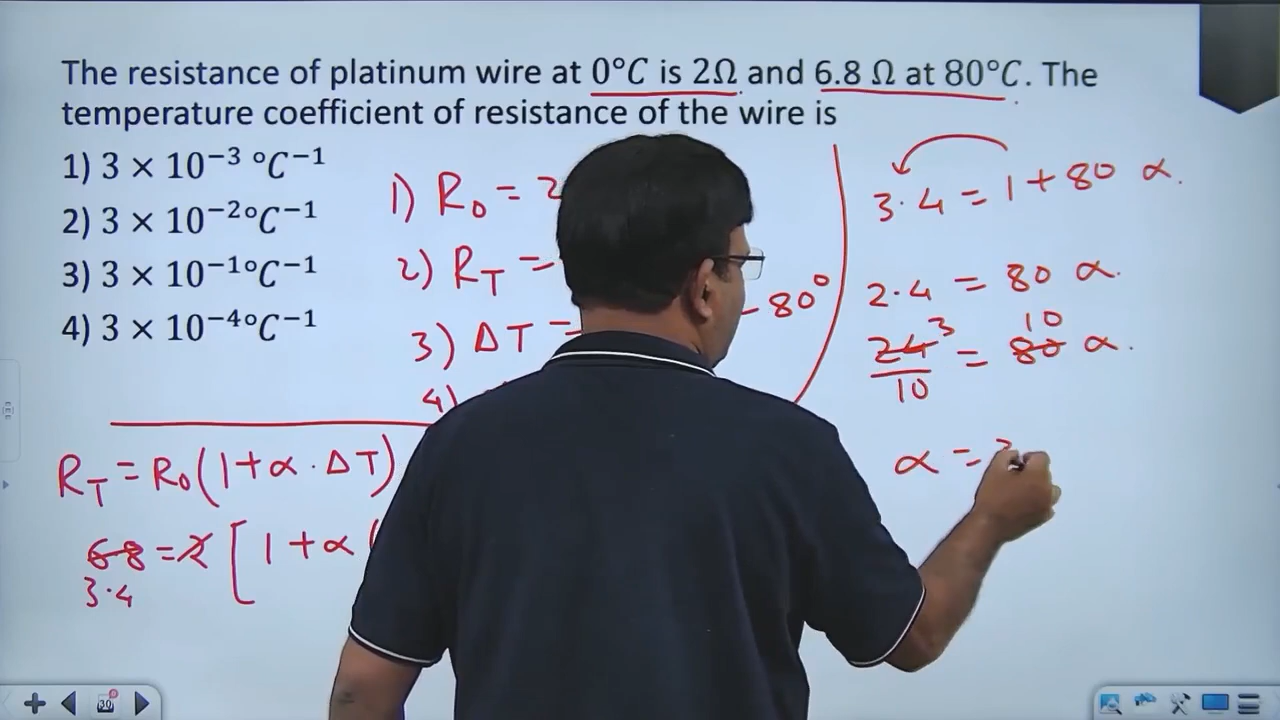 The resistance of platinum wire at 0°C is 2Ω and 6.8 Ω at 80°C. The
temperature coefficient of resistance of the wire is
1) 3 × 10⁻³ °C⁻¹
2) 3 × 10⁻²°C⁻¹
3) 3 × 10⁻¹°C⁻¹
4) 3 × 10⁻⁴°C⁻¹
1) R₀ = 2
2) R_T =
3) ΔT = - 80°
4)
R_T = R₀(1+α·ΔT)
6.8 = 2 [1+α(
3.4
3.4 = 1+80 α.
2.4 = 80 α.
3 10
24/10 = 80 α.
α =
30